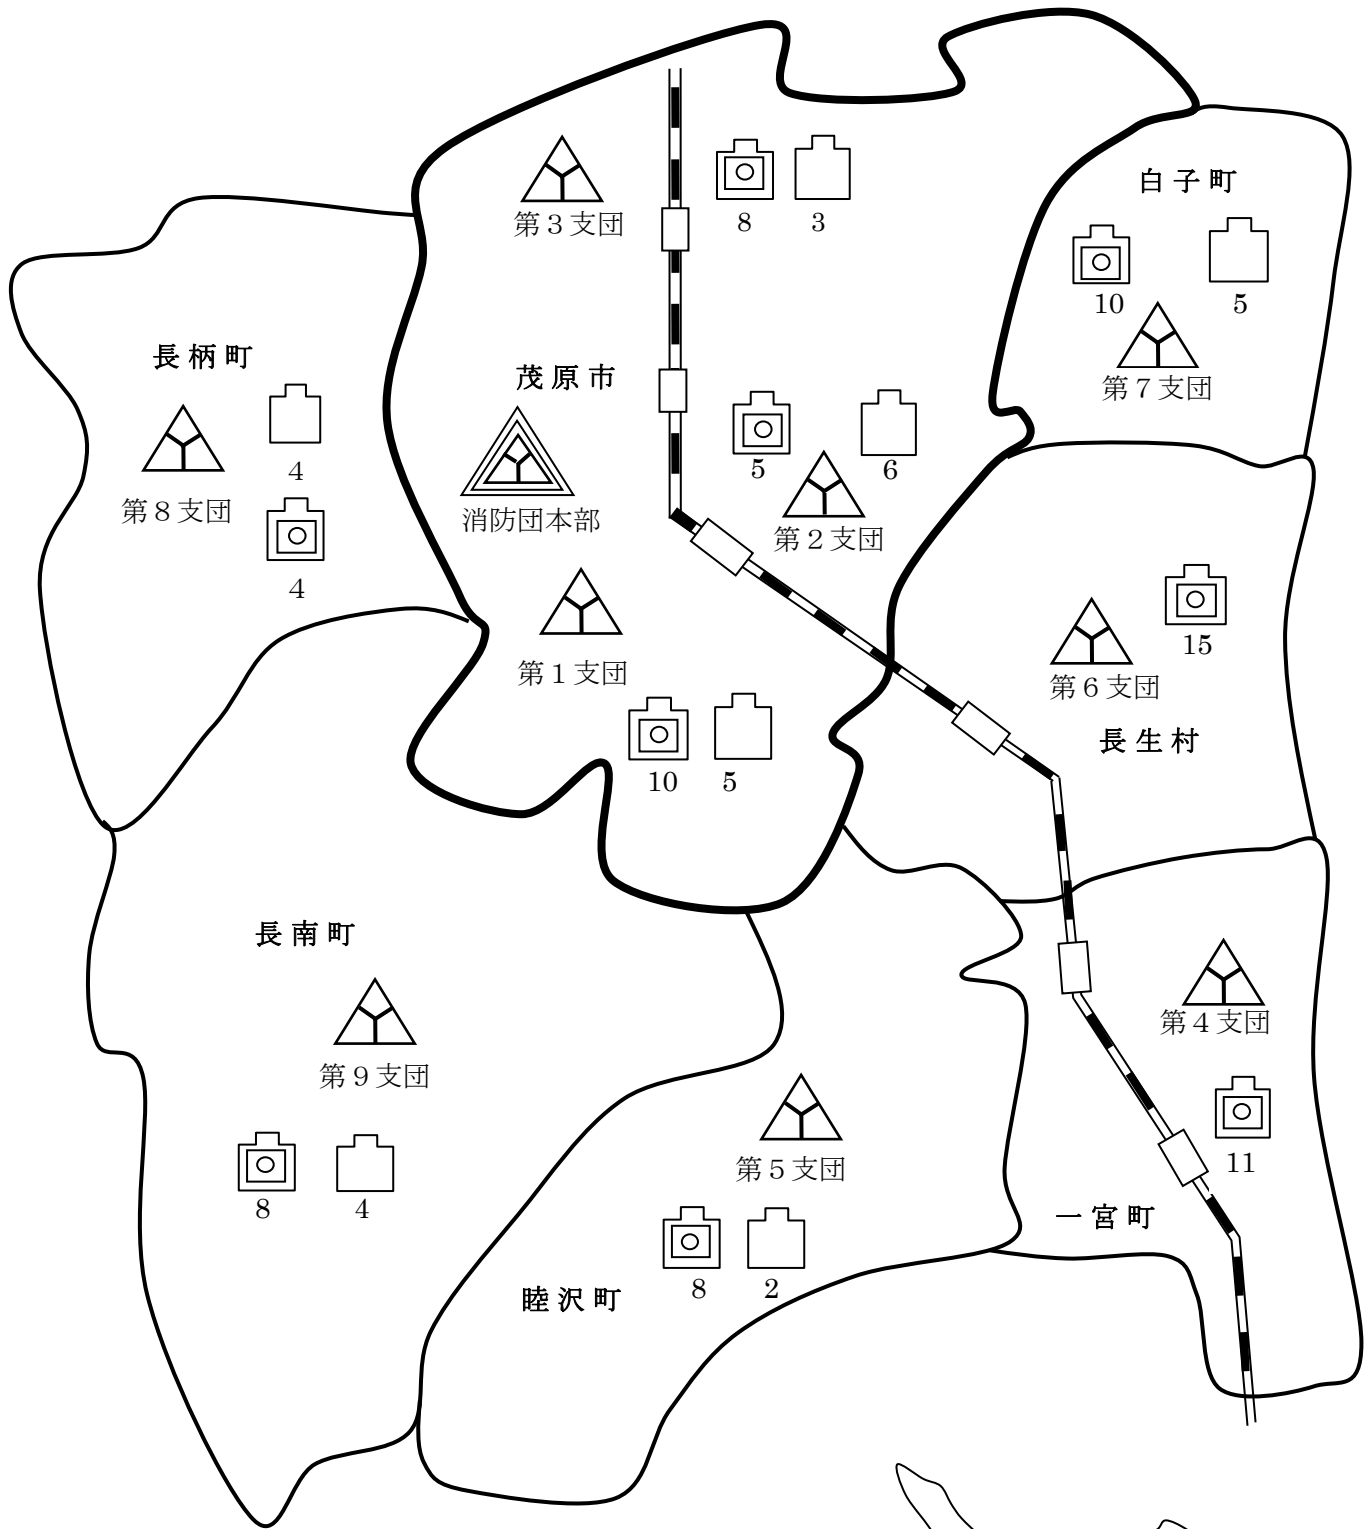 第３支団
8
3
白子町
10
5
第７支団
長柄町
4
第８支団
4
茂原市
消防団本部
5
6
第２支団
第１支団
10
5
15
第６支団
長生村
長南町
第９支団
8
4
第４支団
11
一宮町
第５支団
8
2
睦沢町